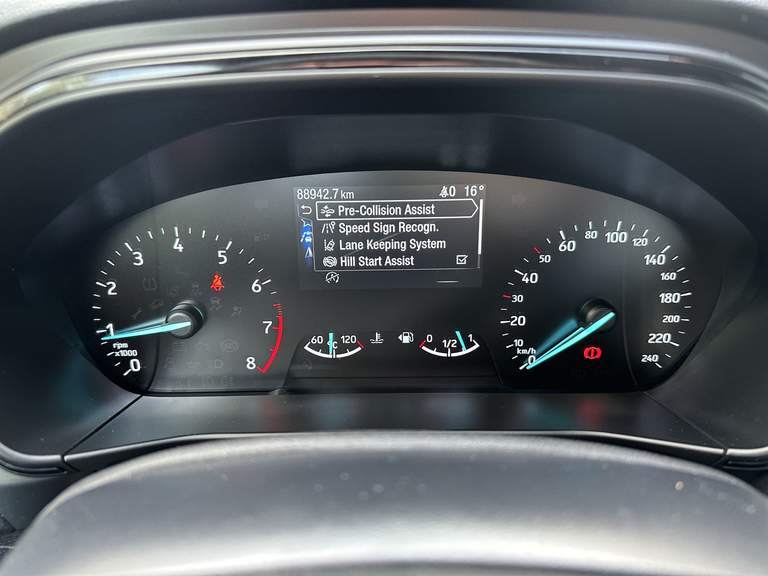 88942.7 km 0 16°
Pre-Collision Assist
Speed Sign Recogn.
Lane Keeping System
Hill Start Assist
0 1 2 3 4 5 6 7 8
rpm
x1000
60 °C 120
0 1/2 1
0 10 20 30 40 50 60 80 100 120 140 160 180 200 220 240
km/h